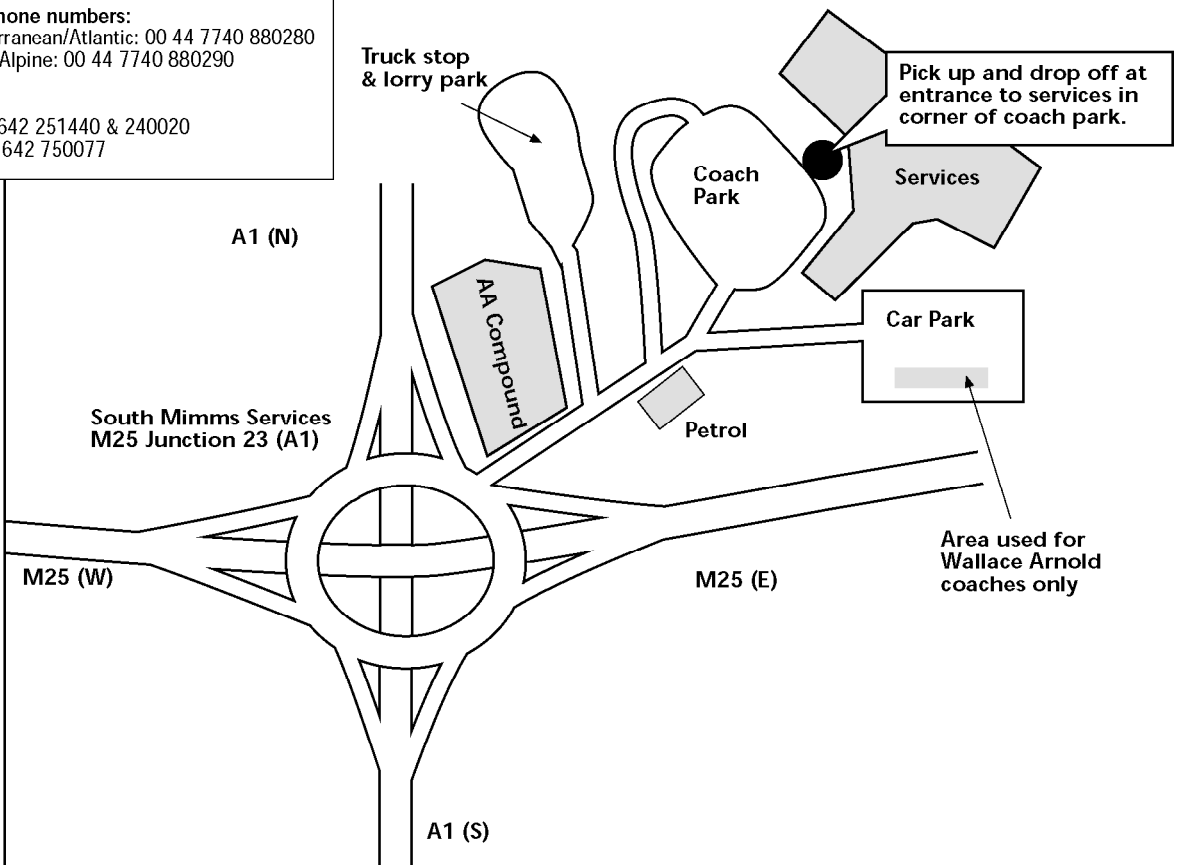 numbers:
00 44 7740 880280
Alpine: 00 44 7740 880290
642 251440 & 240020
642 750077
Truck stop
& lorry park
Pick up and drop off at
entrance to services in
corner of coach park.
Coach
Park
Services
A1 (N)
AA Compound
Car Park
South Mimms Services
M25 Junction 23 (A1)
Petrol
Area used for
Wallace Arnold
coaches only
M25 (W)
M25 (E)
A1 (S)